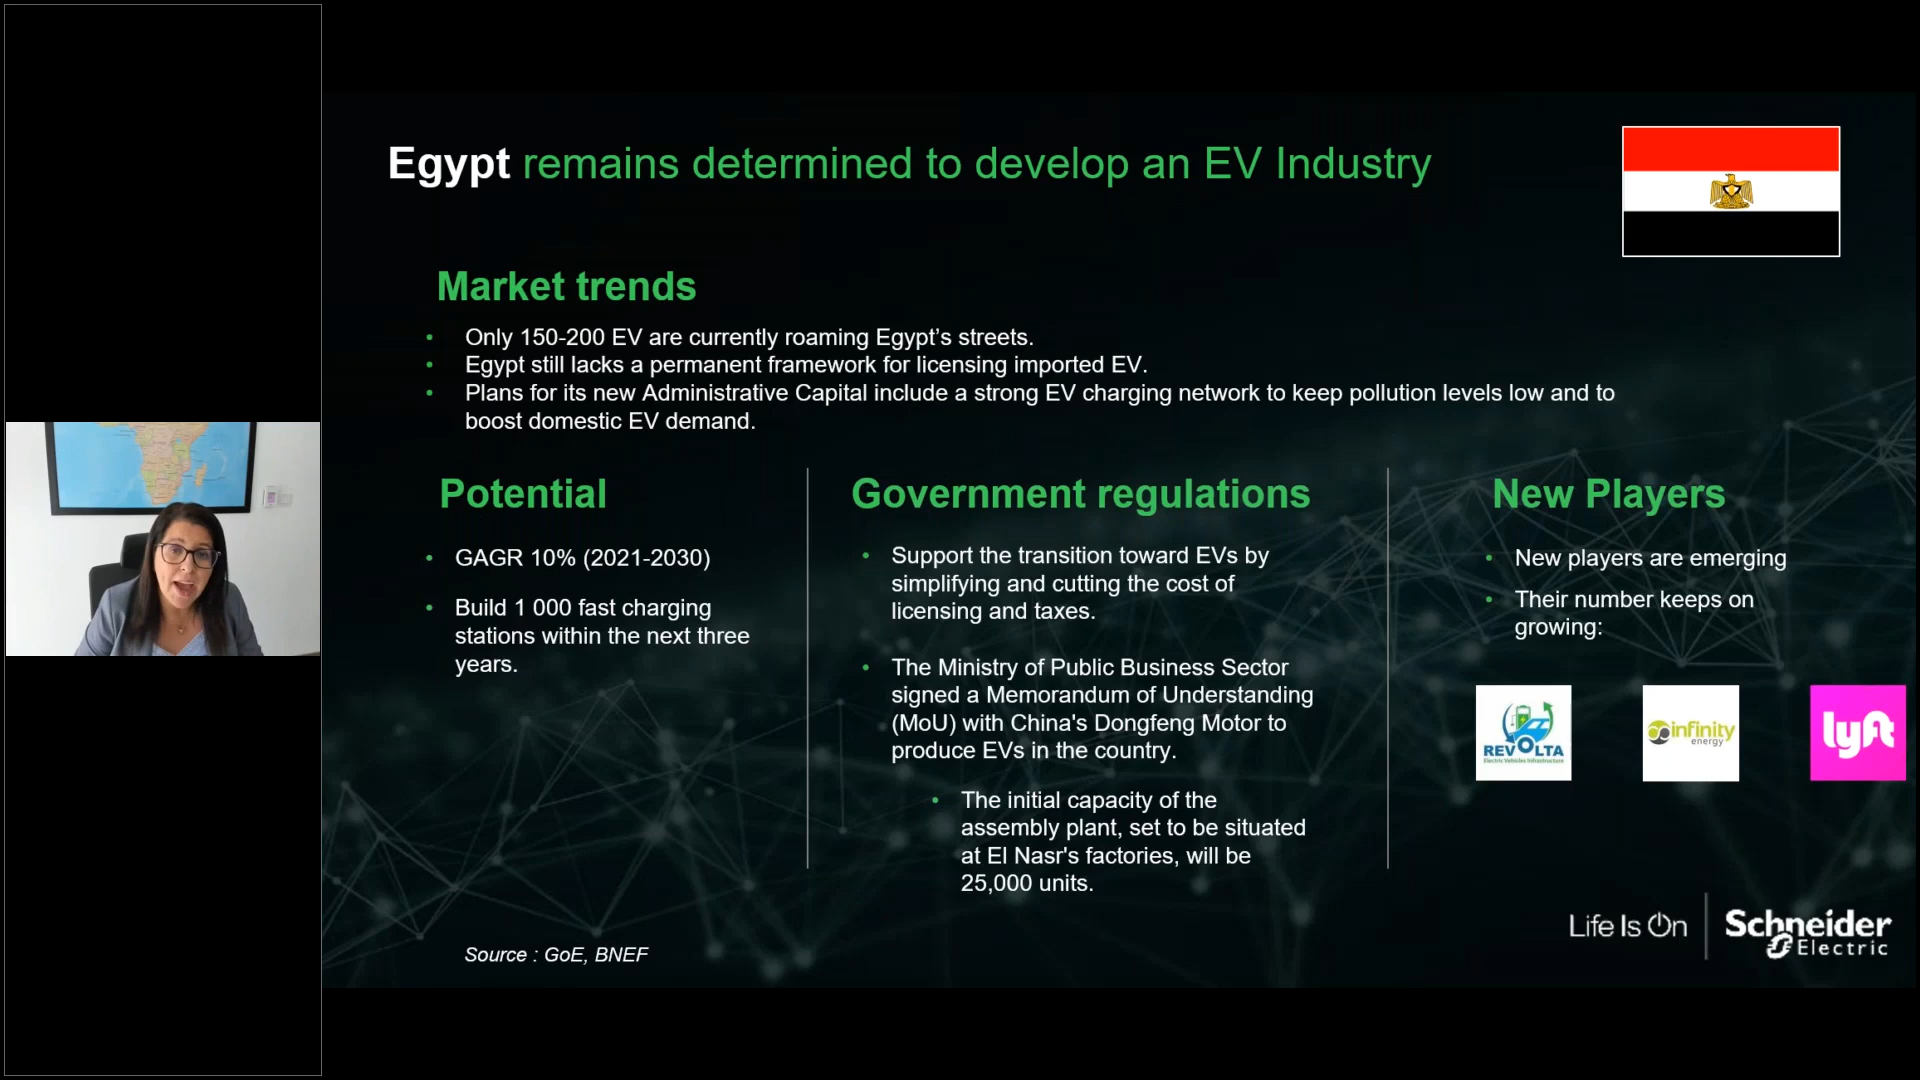 Egypt remains determined to develop an EV Industry
Market trends
• Only 150-200 EV are currently roaming Egypt’s streets.
• Egypt still lacks a permanent framework for licensing imported EV.
• Plans for its new Administrative Capital include a strong EV charging network to keep pollution levels low and to
boost domestic EV demand.
Potential
• GAGR 10% (2021-2030)
• Build 1 000 fast charging
stations within the next three
years.
Government regulations
• Support the transition toward EVs by
simplifying and cutting the cost of
licensing and taxes.
• The Ministry of Public Business Sector
signed a Memorandum of Understanding
(MoU) with China's Dongfeng Motor to
produce EVs in the country.
• The initial capacity of the
assembly plant, set to be situated
at El Nasr's factories, will be
25,000 units.
New Players
• New players are emerging
• Their number keeps on
growing:
REVOLTA
Electric Vehicles Infrastructure
infinity
energy
lyft
Source : GoE, BNEF
Life Is On
Schneider
Electric